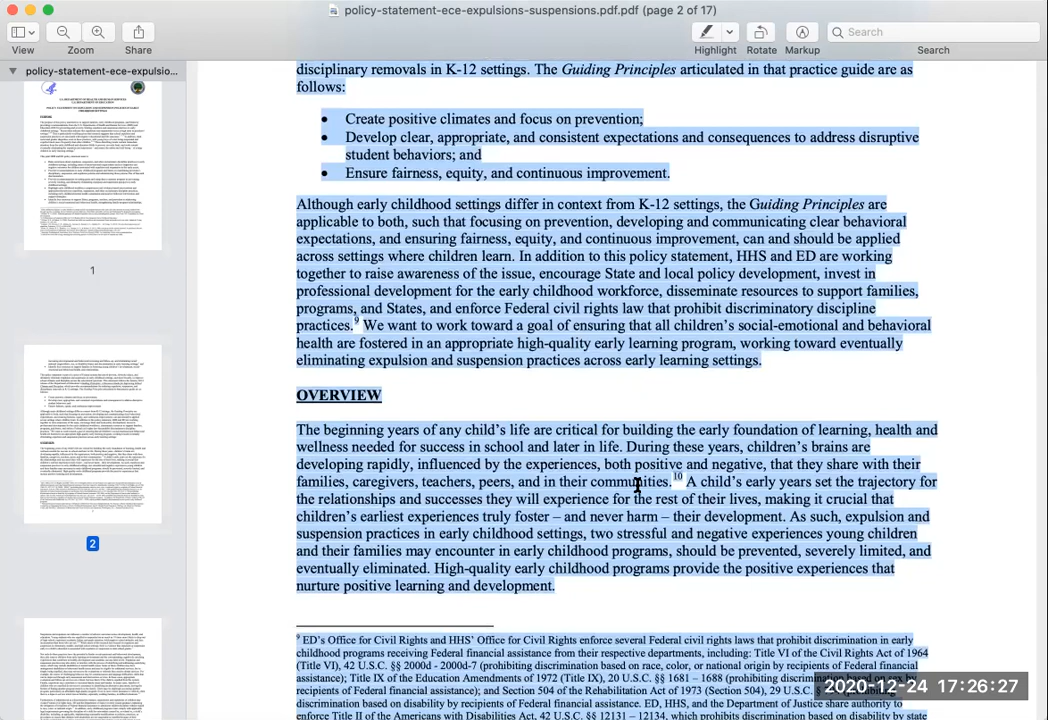 policy-statement-ece-expulsions-suspensions.pdf.pdf (page 2 of 17)
View
Zoom
Share
Highlight
Rotate
Markup
Search
Search
policy-statement-ece-expulsio...
1
2
disciplinary removals in K-12 settings. The Guiding Principles articulated in that practice guide are as
follows:
• Create positive climates and focus on prevention;
• Develop clear, appropriate, consistent expectations and consequences to address disruptive
student behaviors; and
• Ensure fairness, equity, and continuous improvement.
Although early childhood settings differ in context from K-12 settings, the Guiding Principles are
applicable to both, such that focusing on prevention, developing and communicating clear behavioral
expectations, and ensuring fairness, equity, and continuous improvement, can and should be applied
across settings where children learn. In addition to this policy statement, HHS and ED are working
together to raise awareness of the issue, encourage State and local policy development, invest in
professional development for the early childhood workforce, disseminate resources to support families,
programs, and States, and enforce Federal civil rights law that prohibit discriminatory discipline
practices.9 We want to work toward a goal of ensuring that all children's social-emotional and behavioral
health are fostered in an appropriate high-quality early learning program, working toward eventually
eliminating expulsion and suspension practices across early learning settings.
OVERVIEW
The beginning years of any child's life are critical for building the early foundation of learning, health and
wellness needed for success in school and later in life. During these years, children's brains are
developing rapidly, influenced by the experiences, both positive and negative, that they share with their
families, caregivers, teachers, peers, and in their communities.10 A child's early years set the trajectory for
the relationships and successes they will experience for the rest of their lives, making it crucial that
children's earliest experiences truly foster – and never harm – their development. As such, expulsion and
suspension practices in early childhood settings, two stressful and negative experiences young children
and their families may encounter in early childhood programs, should be prevented, severely limited, and
eventually eliminated. High-quality early childhood programs provide the positive experiences that
nurture positive learning and development.
9 ED's Office for Civil Rights and HHS' Office for Civil Rights enforce several Federal civil rights laws that prohibit discrimination in early
childhood programs receiving Federal financial assistance from their respective departments, including: Title VI of the Civil Rights Act of 1964
(Title VI), 42 U.S.C. §§ 2000d - 2000d-7 (prohibiting discrimination based on race, color, or national origin by recipients of Federal financial
assistance); Title IX of the Education Amendments of 1972 (Title IX), 20 U.S.C. §§ 1681 – 1688 (prohibiting discrimination based on sex by
recipients of Federal financial assistance); and Section 504 of the Rehabilitation Act of 1973 (Section 504), 29 U.S.C. §
discrimination based on disability by recipients of Federal financial assistance). ED, HHS, and the Department of Justice share authority to
enforce Title II of the Americans with Disabilities Act, 42 U.S.C. §§ 12131 – 12134, which prohibits discrimination based on disability by state
2020-12-24 17:26:27